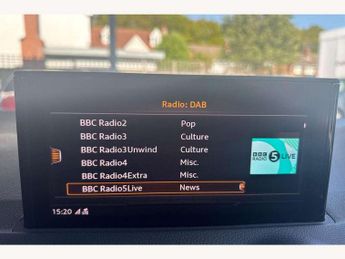 Radio: DAB
BBC Radio2 Pop
BBC Radio3 Culture
BBC Radio3Unwind Culture
BBC Radio4 Misc.
BBC Radio4Extra Misc.
BBC Radio5Live News
BBC
RADIO 5 LIVE
15:20